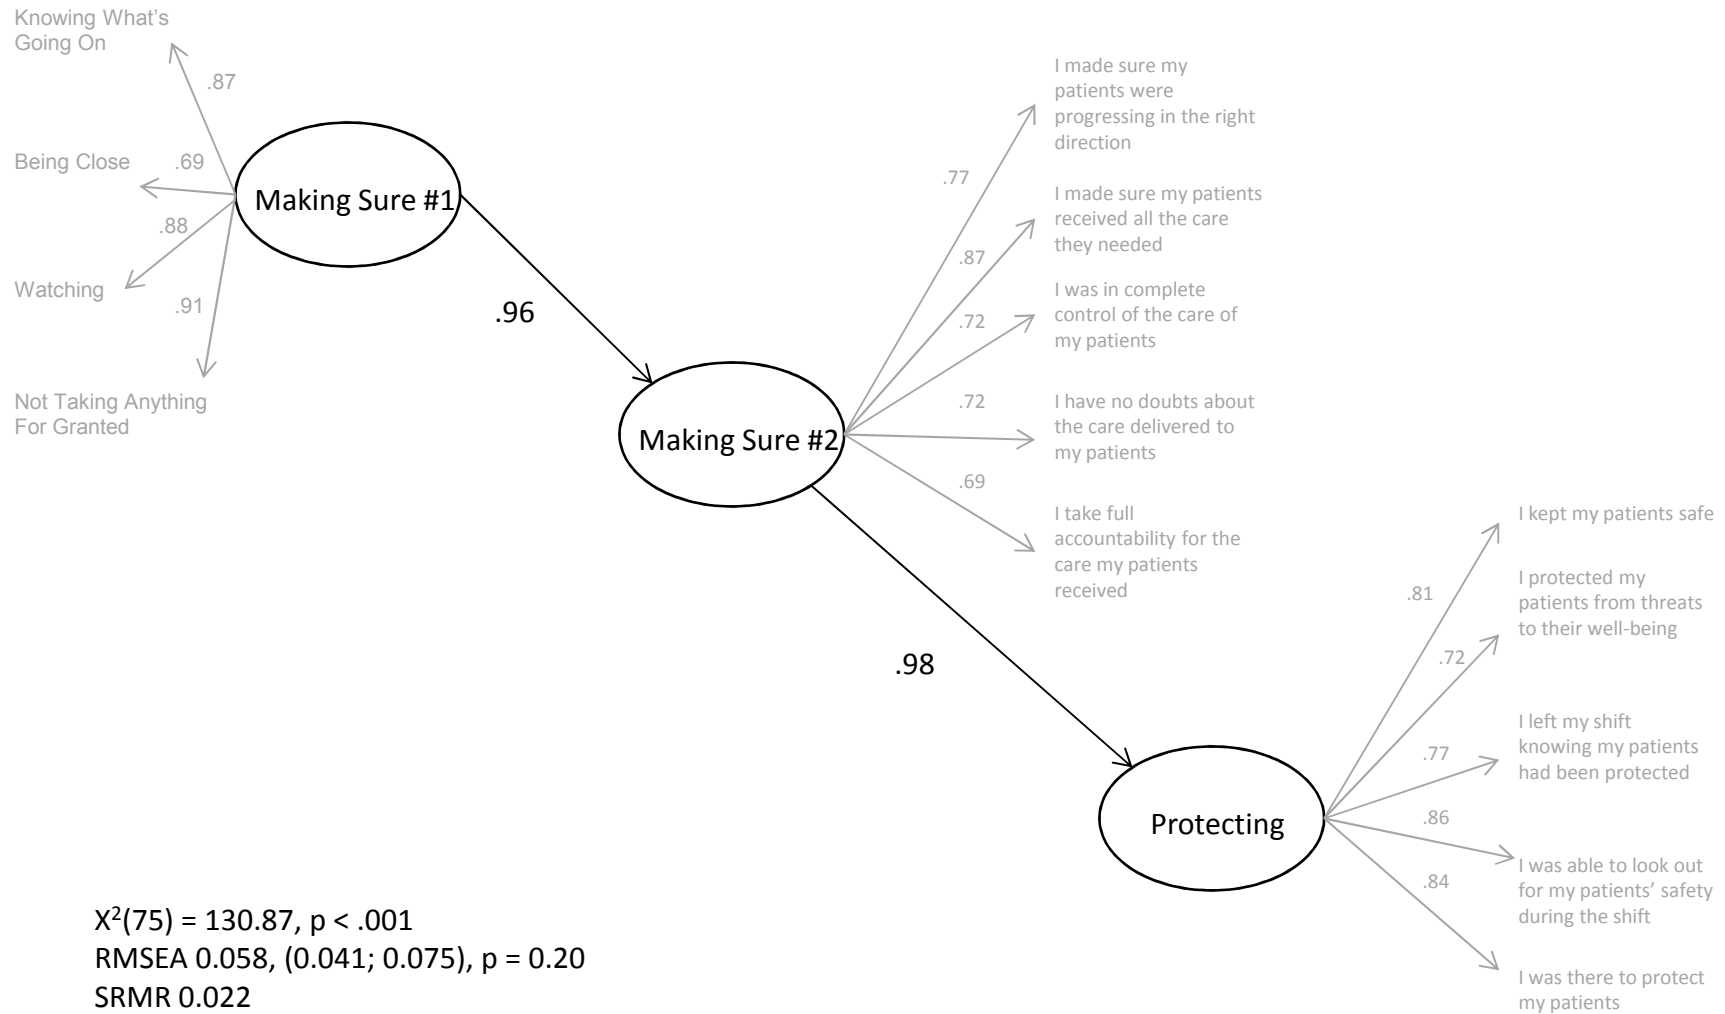 Knowing What's
Going On
.87
Being Close
.69
.88
Watching
.91
Not Taking Anything
For Granted
Making Sure #1
.96
Making Sure #2
I made sure my
patients were
progressing in the right
direction
.77
I made sure my patients
received all the care
they needed
.87
I was in complete
control of the care of
my patients
.72
.72
I have no doubts about
the care delivered to
my patients
.69
I take full
accountability for the
care my patients
received
.98
Protecting
I kept my patients safe
.81
I protected my
patients from threats
to their well-being
.72
I left my shift
knowing my patients
had been protected
.77
.86
I was able to look out
for my patients’ safety
during the shift
.84
I was there to protect
my patients
X²(75) = 130.87, p < .001
RMSEA 0.058, (0.041; 0.075), p = 0.20
SRMR 0.022